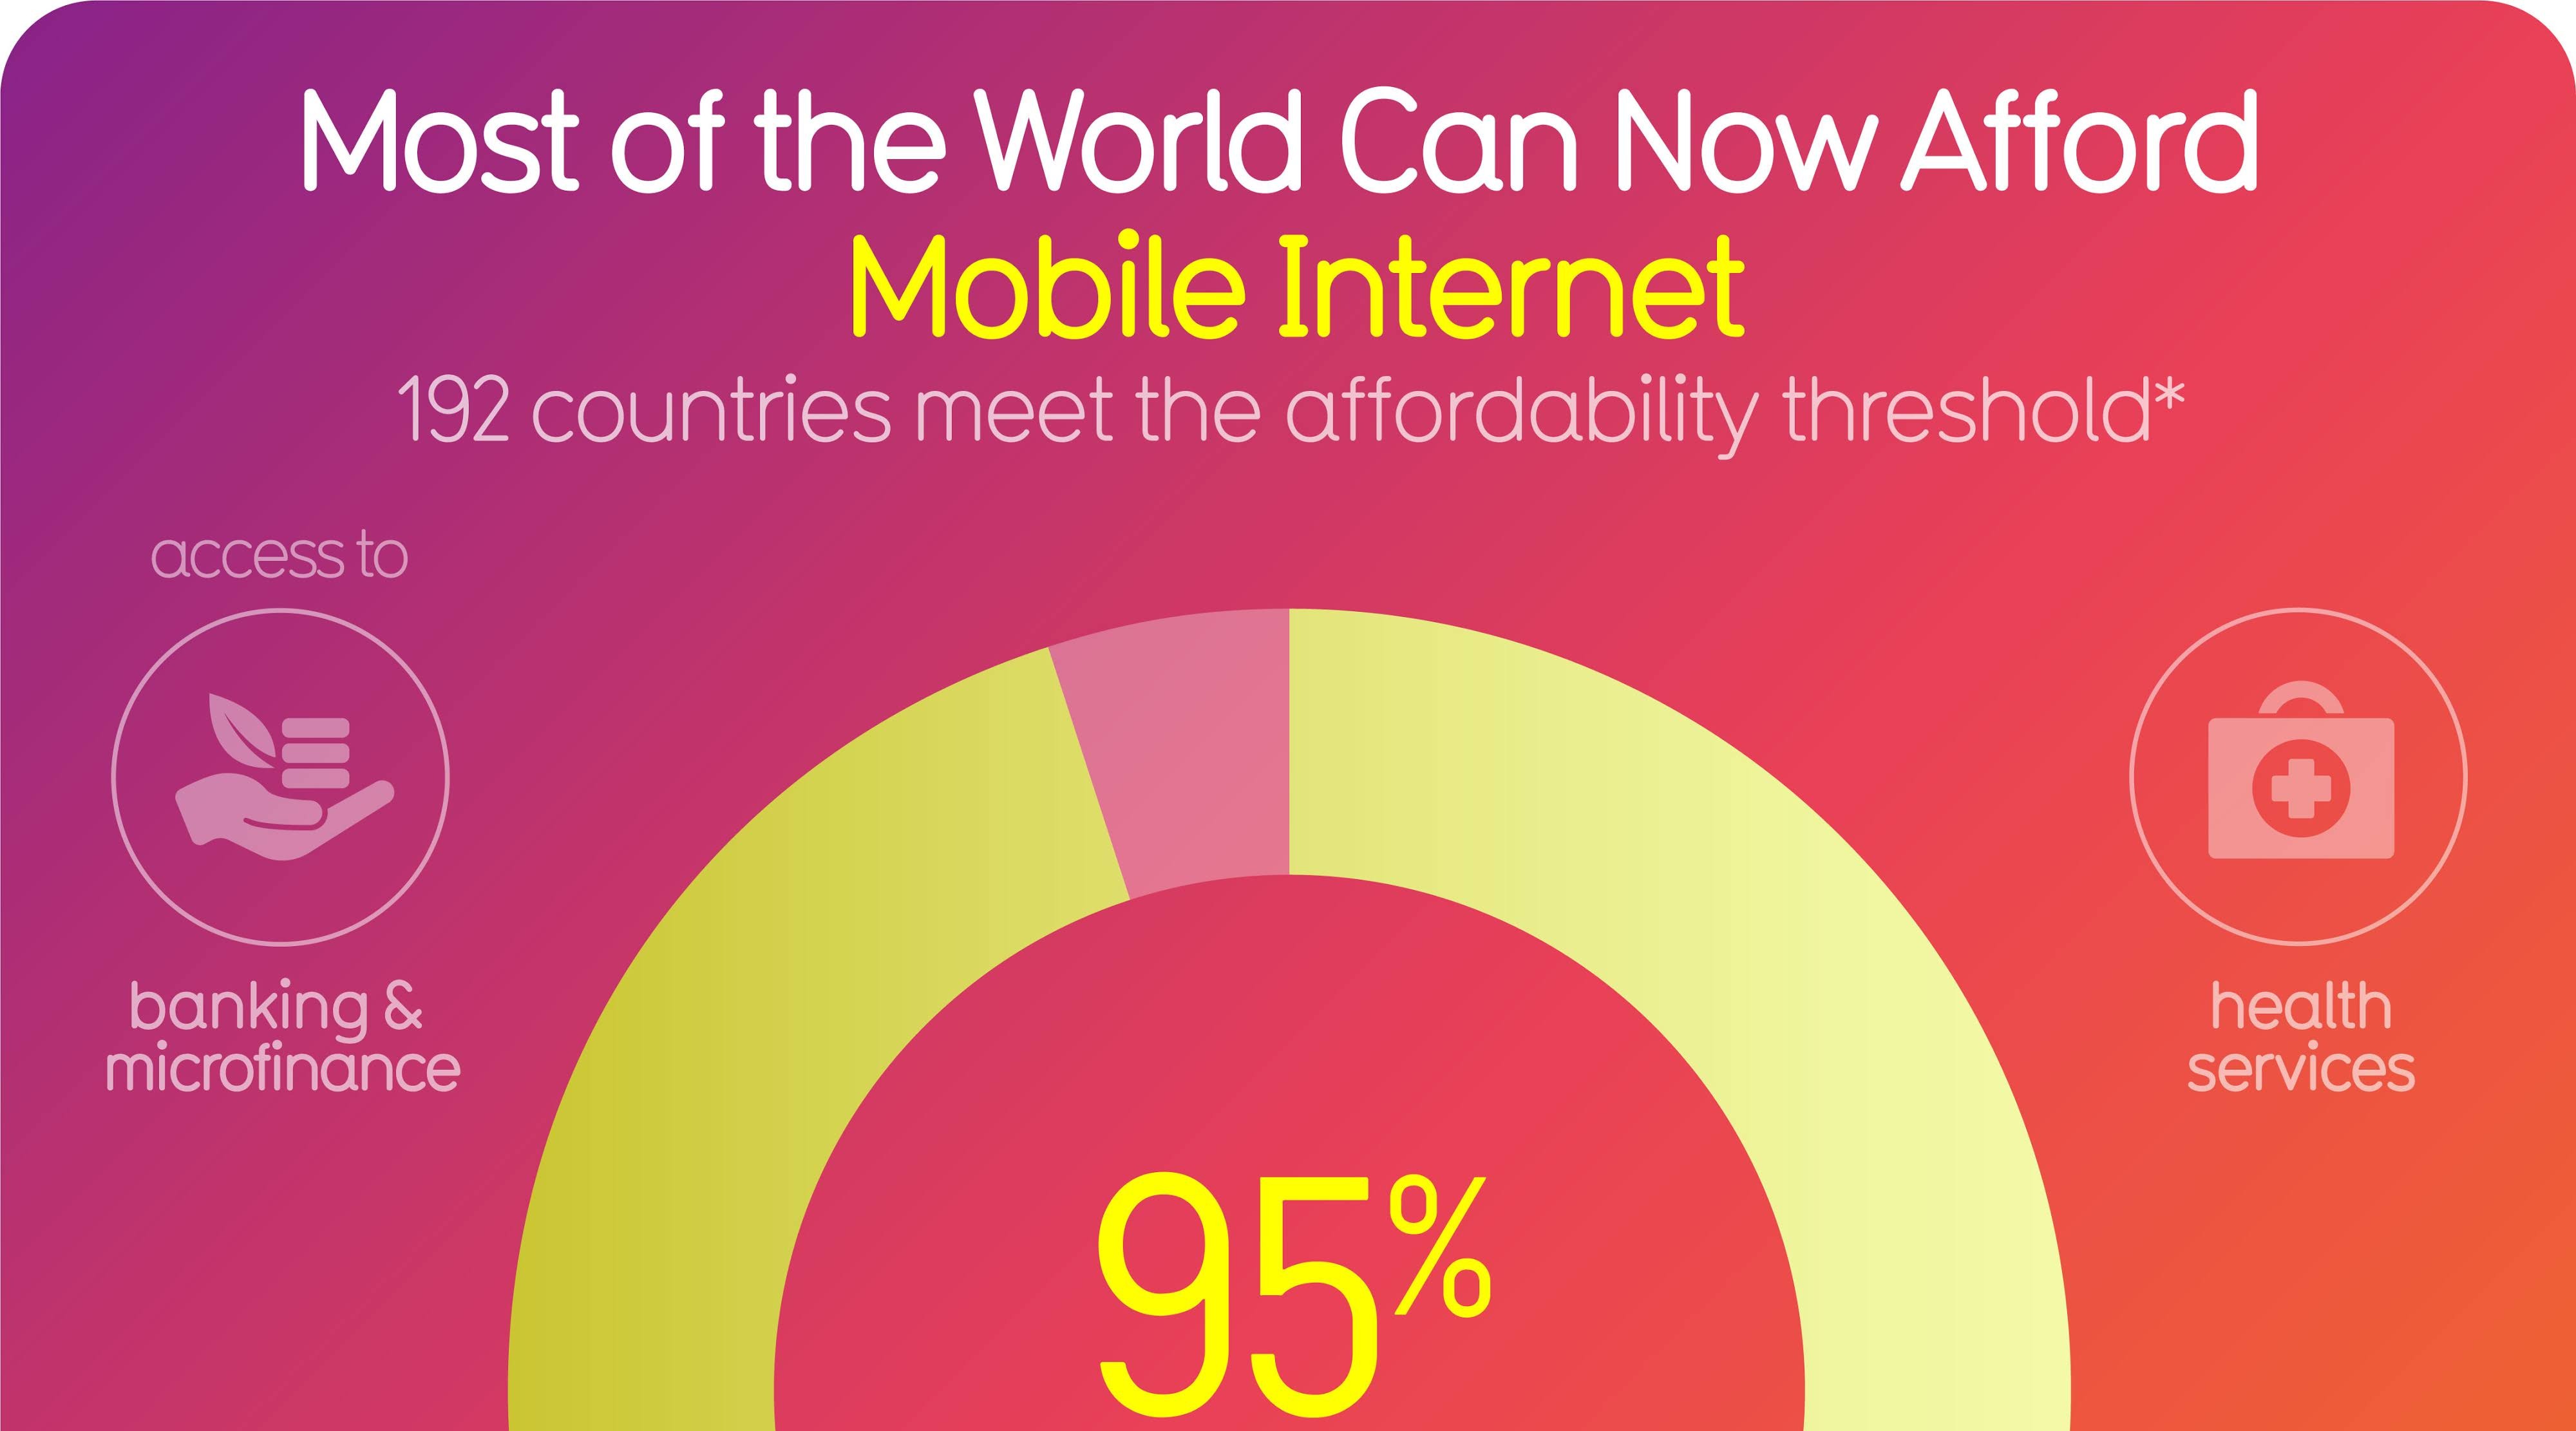 Most of the World Can Now Afford
Mobile Internet
192 countries meet the affordability threshold*
access to
banking &
microfinance
health
services
95%